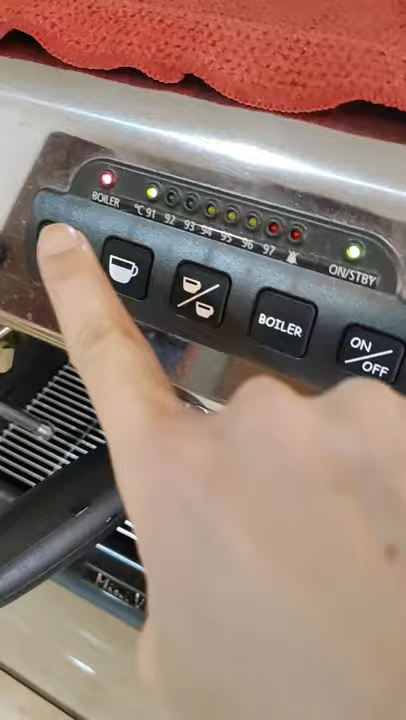 BOILER
°C 91 92 93 94 95 96 97
ON/STBY
BOILER
ON
OFF